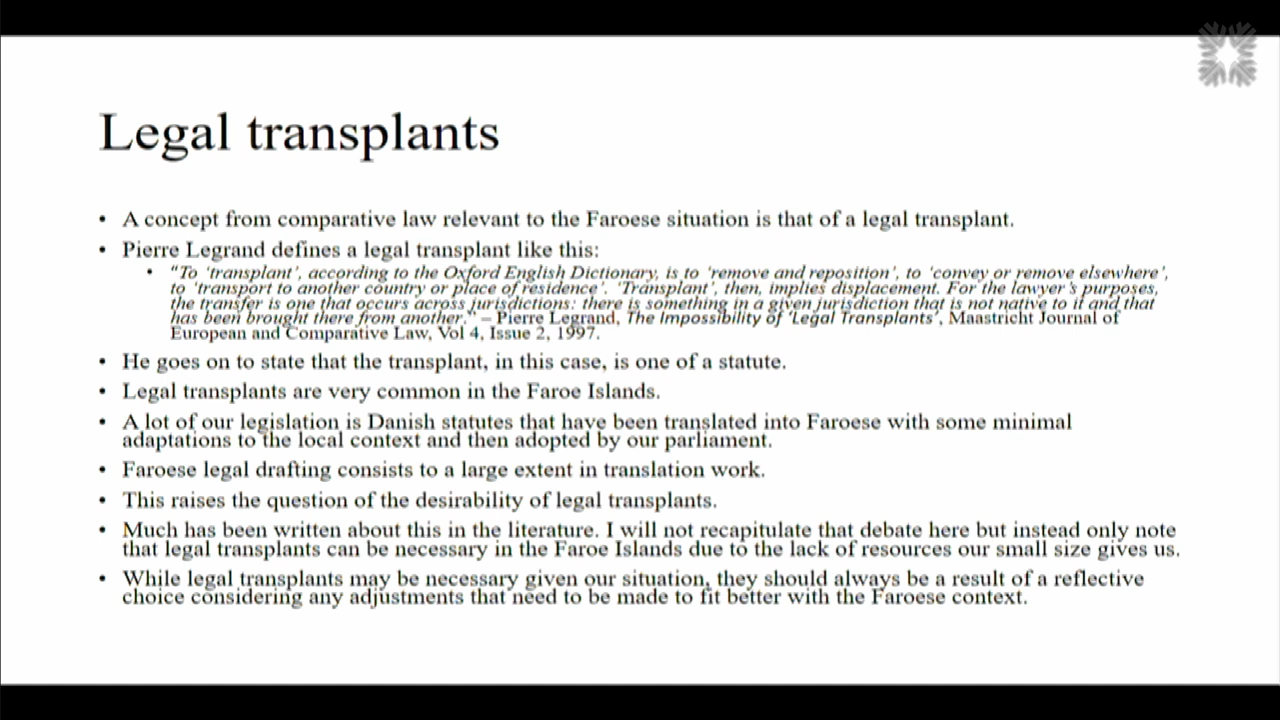 Legal transplants
• A concept from comparative law relevant to the Faroese situation is that of a legal transplant.
• Pierre Legrand defines a legal transplant like this:
• "To 'transplant', according to the Oxford English Dictionary, is to 'remove and reposition', to 'convey or remove elsewhere',
to 'transport to another country or place of residence'. 'Transplant', then, implies displacement. For the lawyer's purposes,
the transfer is one that occurs across jurisdictions: there is something in a given jurisdiction that is not native to it and that
has been brought there from another." – Pierre Legrand, The Impossibility of 'Legal Transplants', Maastricht Journal of
European and Comparative Law, Vol 4, Issue 2, 1997.
• He goes on to state that the transplant, in this case, is one of a statute.
• Legal transplants are very common in the Faroe Islands.
• A lot of our legislation is Danish statutes that have been translated into Faroese with some minimal
adaptations to the local context and then adopted by our parliament.
• Faroese legal drafting consists to a large extent in translation work.
• This raises the question of the desirability of legal transplants.
• Much has been written about this in the literature. I will not recapitulate that debate here but instead only note
that legal transplants can be necessary in the Faroe Islands due to the lack of resources our small size gives us.
• While legal transplants may be necessary given our situation, they should always be a result of a reflective
choice considering any adjustments that need to be made to fit better with the Faroese context.